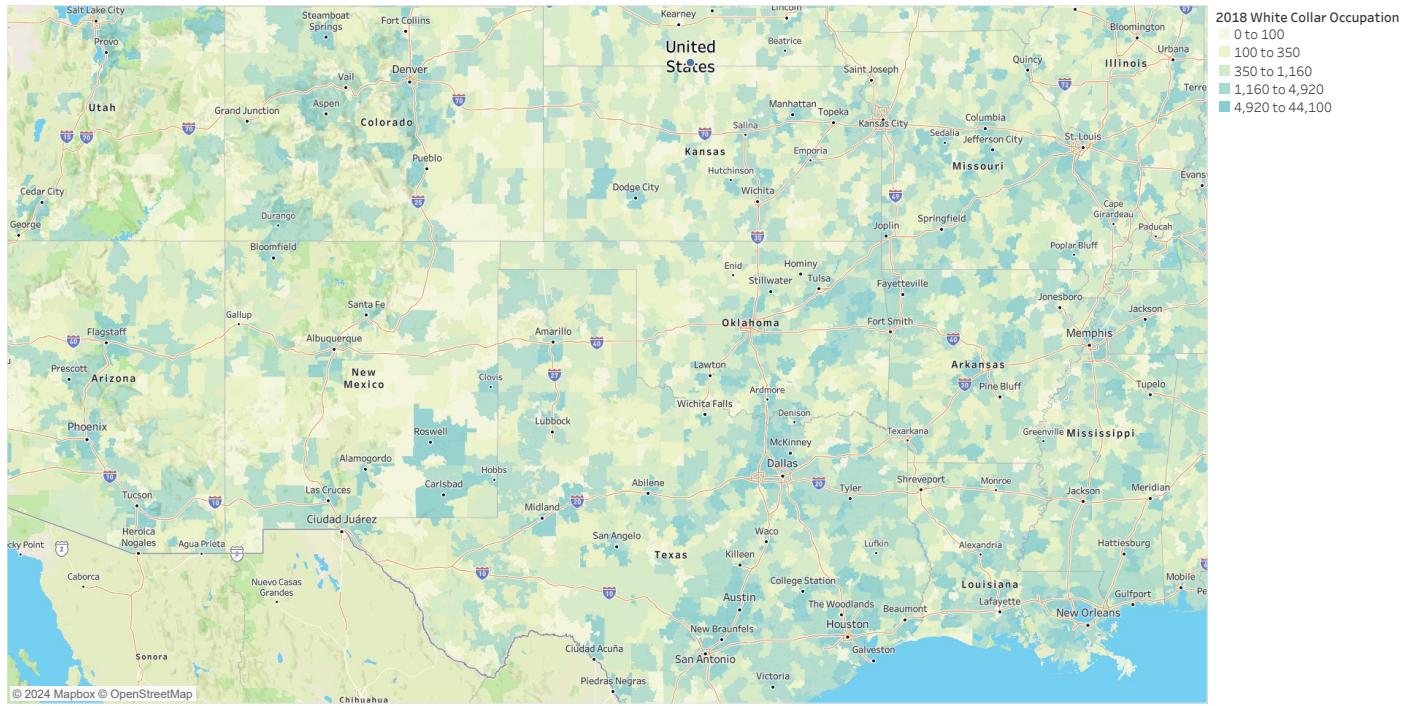 2018 White Collar Occupation
0 to 100
100 to 350
350 to 1,160
1,160 to 4,920
4,920 to 44,100
Salt Lake City
Steamboat
Springs
Fort Collins
Kearney
Lincoln
Bloomington
Provo
United
States
Beatrice
Urbana
Quincy
Illinois
Vail
Denver
Saint Joseph
Terre
Utah
Grand Junction
Aspen
Colorado
Manhattan
Topeka
Kansas City
Columbia
Salina
Sedalia
Jefferson City
St. Louis
Kansas
Emporia
Missouri
Pueblo
Hutchinson
Evans
Cedar City
Dodge City
Wichita
Cape
Girardeau
George
Durango
Springfield
Joplin
Paducah
Bloomfield
Poplar Bluff
Enid
Hominy
Stillwater
Tulsa
Fayetteville
Santa Fe
Jonesboro
Jackson
Gallup
Flagstaff
Albuquerque
Amarillo
Oklahoma
Fort Smith
Memphis
Prescott
Arizona
New
Mexico
Clovis
Lawton
Arkansas
Pine Bluff
Tupelo
Ardmore
Wichita Falls
Denison
Phoenix
Roswell
Lubbock
McKinney
Texarkana
Greenville
Mississippi
Alamogordo
Dallas
Hobbs
Carlsbad
Abilene
Tyler
Shreveport
Monroe
Jackson
Meridian
Tucson
Las Cruces
Midland
Ciudad Juárez
Heroica
Nogales
Agua Prieta
cky Point
San Angelo
Waco
Texas
Killeen
Lufkin
Alexandria
Hattiesburg
Caborca
Nuevo Casas
Grandes
College Station
Louisiana
Mobile
Pe
Austin
The Woodlands
Beaumont
Lafayette
Gulfport
New Orleans
New Braunfels
Houston
Galveston
Sonora
Ciudad Acuña
San Antonio
Piedras Negras
Victoria
Chihuahua
© 2024 Mapbox © OpenStreetMap